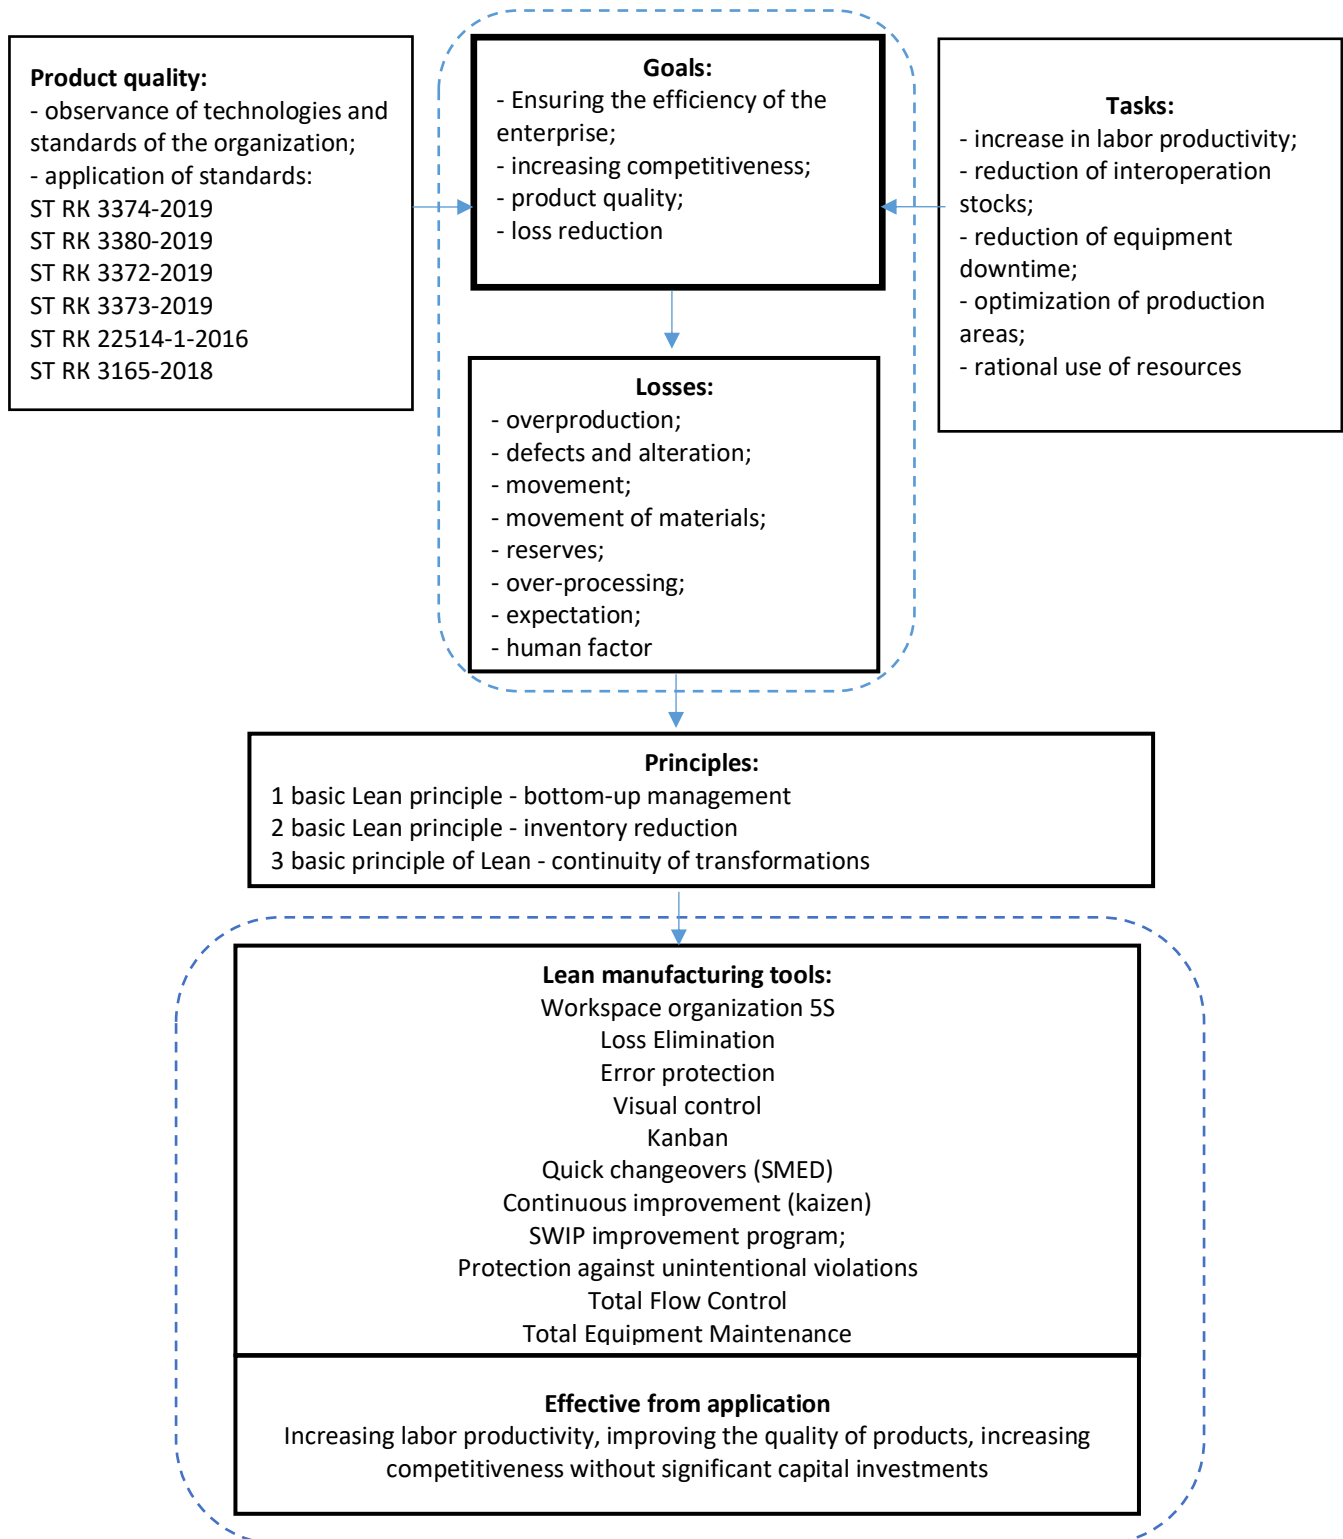 Product quality:
- observance of technologies and
standards of the organization;
- application of standards:
ST RK 3374-2019
ST RK 3380-2019
ST RK 3372-2019
ST RK 3373-2019
ST RK 22514-1-2016
ST RK 3165-2018
Goals:
- Ensuring the efficiency of the
enterprise;
- increasing competitiveness;
- product quality;
- loss reduction
Tasks:
- increase in labor productivity;
- reduction of interoperation
stocks;
- reduction of equipment
downtime;
- optimization of production
areas;
- rational use of resources
Losses:
- overproduction;
- defects and alteration;
- movement;
- movement of materials;
- reserves;
- over-processing;
- expectation;
- human factor
Principles:
1 basic Lean principle - bottom-up management
2 basic Lean principle - inventory reduction
3 basic principle of Lean - continuity of transformations
Lean manufacturing tools:
Workspace organization 5S
Loss Elimination
Error protection
Visual control
Kanban
Quick changeovers (SMED)
Continuous improvement (kaizen)
SWIP improvement program;
Protection against unintentional violations
Total Flow Control
Total Equipment Maintenance
Effective from application
Increasing labor productivity, improving the quality of products, increasing
competitiveness without significant capital investments